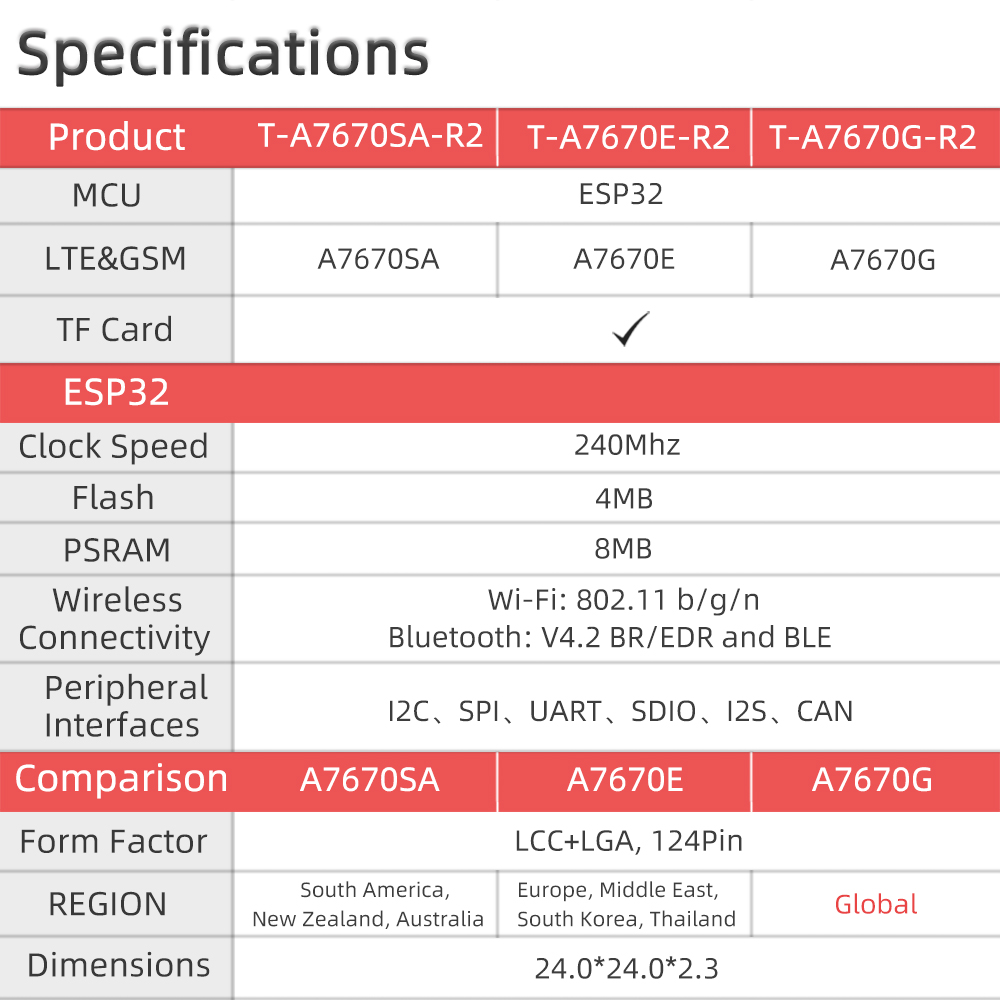 Specifications
Product T-A7670SA-R2 T-A7670E-R2 T-A7670G-R2
MCU ESP32
LTE&GSM A7670SA A7670E A7670G
TF Card ✓
ESP32
Clock Speed 240Mhz
Flash 4MB
PSRAM 8MB
Wireless Connectivity
Wi-Fi: 802.11 b/g/n
Bluetooth: V4.2 BR/EDR and BLE
Peripheral
Interfaces
I2C、SPI、UART、SDIO、I2S、CAN
Comparison A7670SA A7670E A7670G
Form Factor LCC+LGA, 124Pin
REGION
South America,
New Zealand, Australia
Europe, Middle East,
South Korea, Thailand
Global
Dimensions 24.0*24.0*2.3